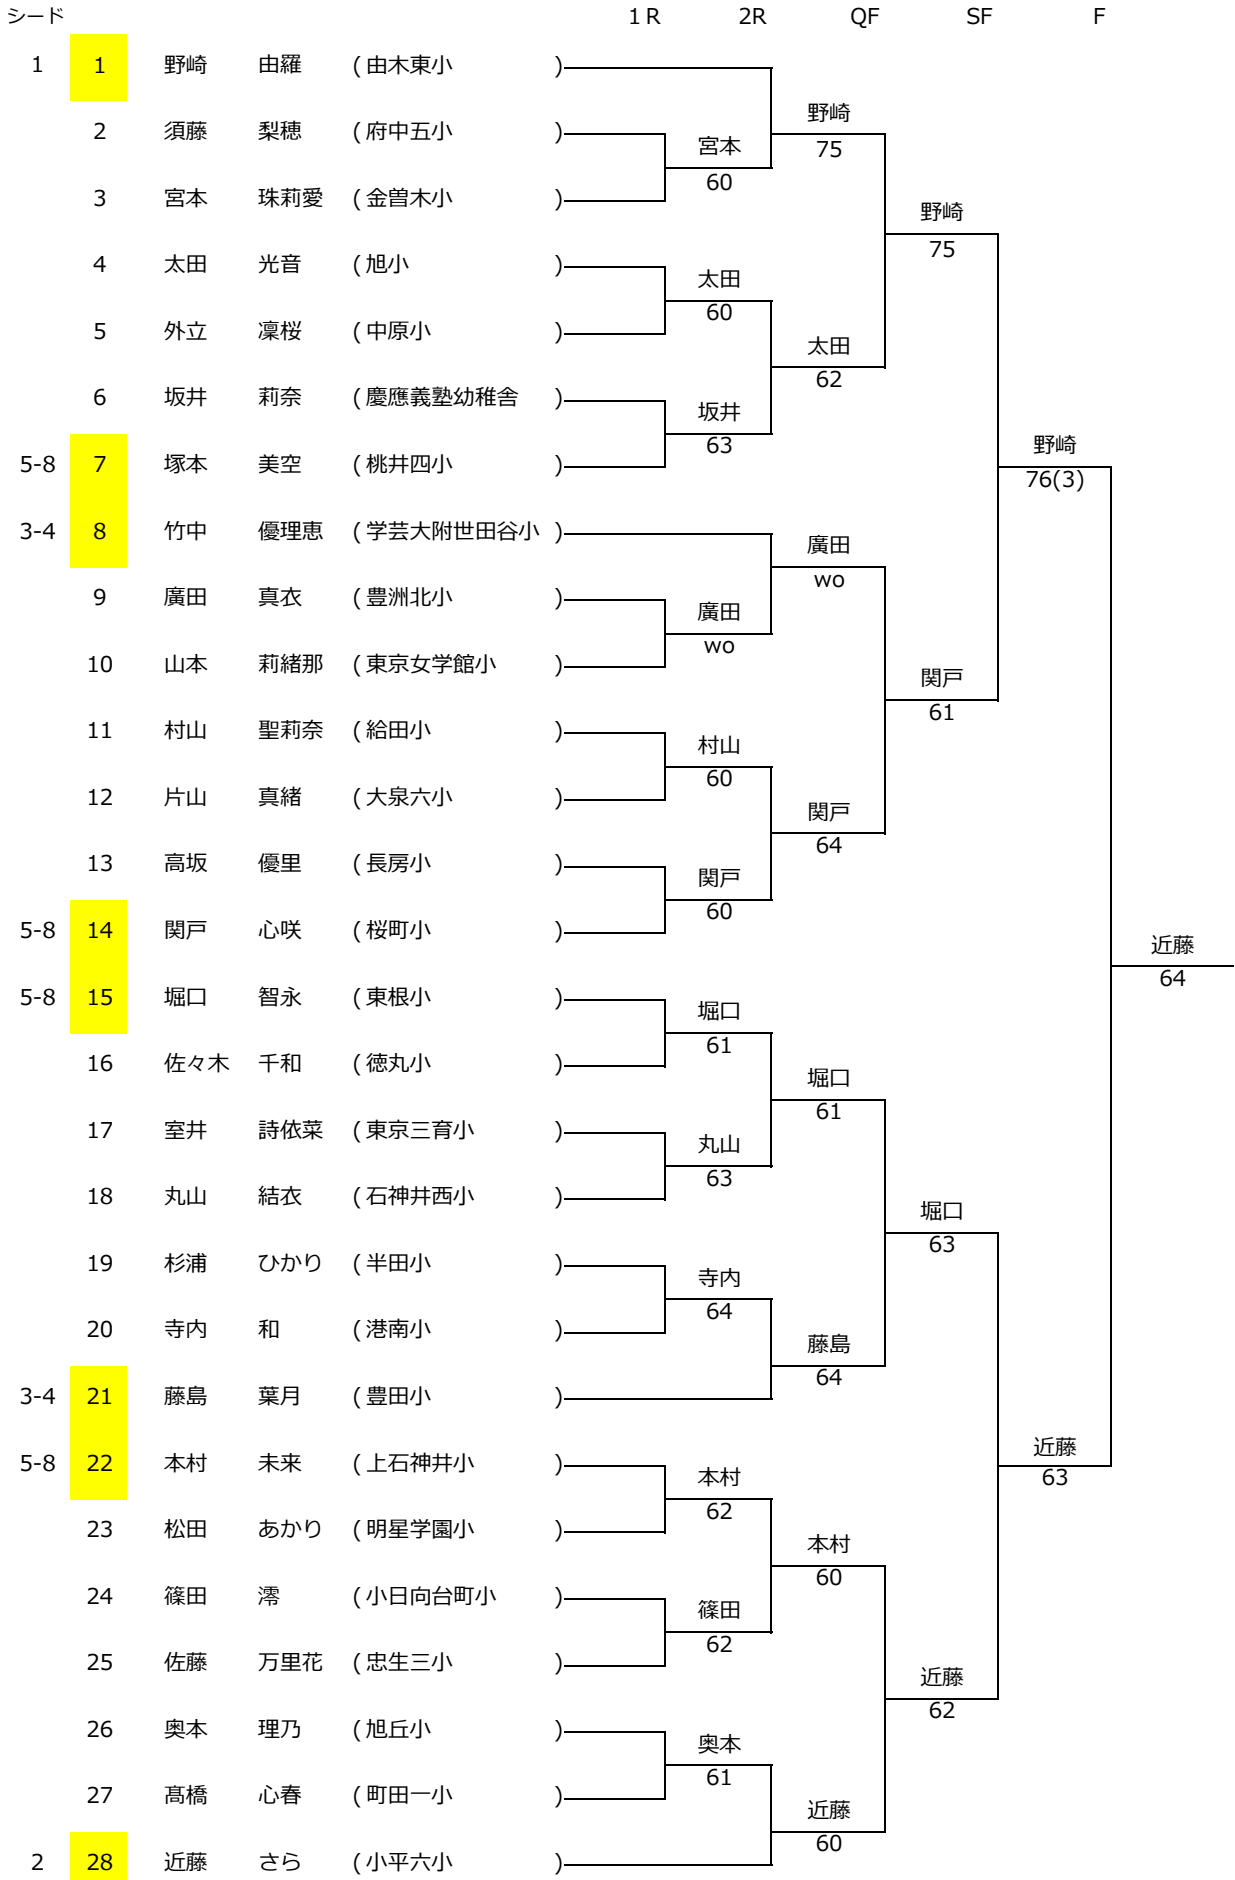 シード 1R 2R QF SF F
1 1 野崎 由羅 ( 由木東小 )
野崎
2 須藤 梨穂 ( 府中五小 )
宮本 75
60
3 宮本 珠莉愛 ( 金曽木小 )
野崎
75
4 太田 光音 ( 旭小 )
太田
60
5 外立 凜桜 ( 中原小 )
太田
62
6 坂井 莉奈 ( 慶應義塾幼稚舎 )
坂井
63 野崎
5-8 7 塚本 美空 ( 桃井四小 )
76(3)
3-4 8 竹中 優理恵 ( 学芸大附世田谷小 )
廣田
wo
9 廣田 真衣 ( 豊洲北小 )
廣田
wo
10 山本 莉緒那 ( 東京女学館小 )
関戸
61
11 村山 聖莉奈 ( 給田小 )
村山
60
12 片山 真緒 ( 大泉六小 )
関戸
64
13 高坂 優里 ( 長房小 )
関戸
60
5-8 14 関戸 心咲 ( 桜町小 )
近藤
64
5-8 15 堀口 智永 ( 東根小 )
堀口
61
16 佐々木 千和 ( 徳丸小 )
堀口
61
17 室井 詩依菜 ( 東京三育小 )
丸山
63
18 丸山 結衣 ( 石神井西小 )
堀口
63
19 杉浦 ひかり ( 半田小 )
寺内
64
20 寺内 和 ( 港南小 )
藤島
64
3-4 21 藤島 葉月 ( 豊田小 )
近藤
63
5-8 22 本村 未来 ( 上石神井小 )
本村
62
23 松田 あかり ( 明星学園小 )
本村
60
24 篠田 澪 ( 小日向台町小 )
篠田
62
25 佐藤 万里花 ( 忠生三小 )
近藤
62
26 奥本 理乃 ( 旭丘小 )
奥本
61
27 髙橋 心春 ( 町田一小 )
近藤
60
2 28 近藤 さら ( 小平六小 )